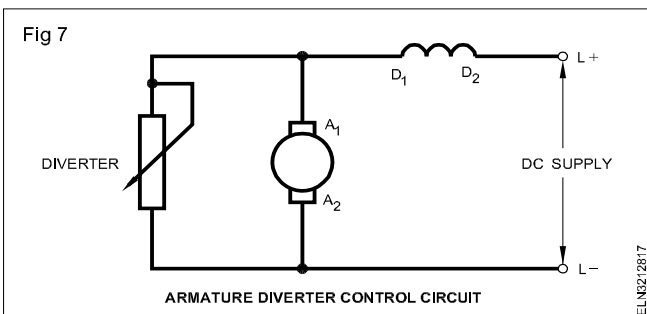 Fig 7
L +
D1 D2
A1
DIVERTER
DC SUPPLY
A2
L –
ARMATURE DIVERTER CONTROL CIRCUIT
ELN3212817